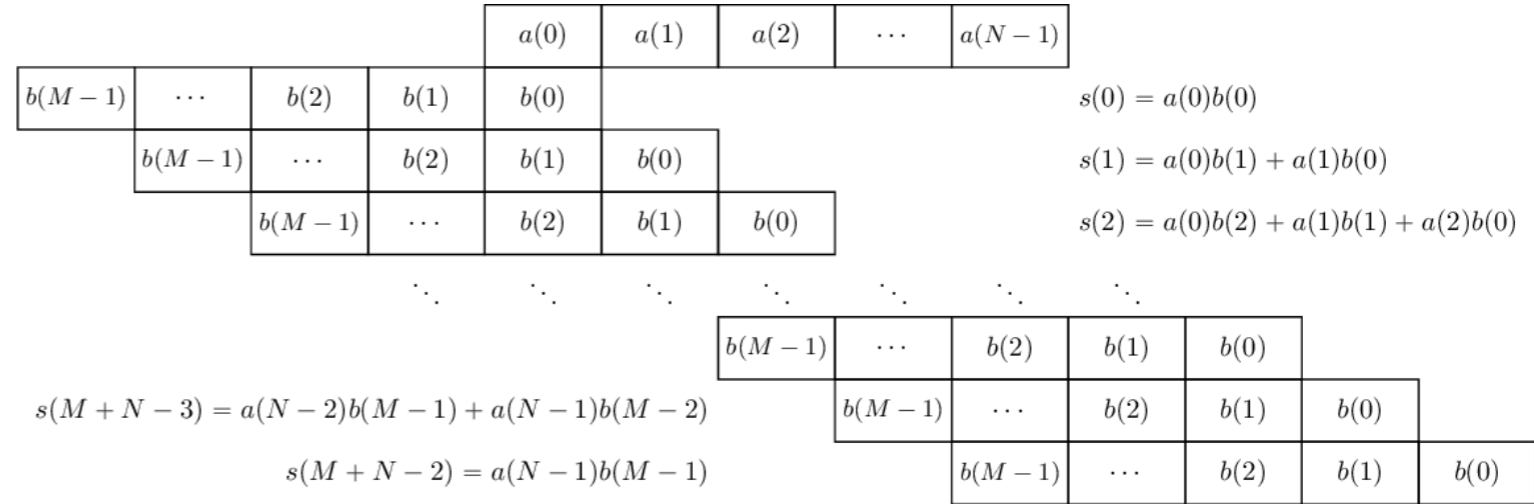 a(0) a(1) a(2) ⋯ a(N − 1)
b(M − 1) ⋯ b(2) b(1) b(0) s(0) = a(0)b(0)
b(M − 1) ⋯ b(2) b(1) b(0) s(1) = a(0)b(1) + a(1)b(0)
b(M − 1) ⋯ b(2) b(1) b(0) s(2) = a(0)b(2) + a(1)b(1) + a(2)b(0)
⋱ ⋱ ⋱ ⋱ ⋱ ⋱ ⋱
b(M − 1) ⋯ b(2) b(1) b(0)
s(M + N − 3) = a(N − 2)b(M − 1) + a(N − 1)b(M − 2) b(M − 1) ⋯ b(2) b(1) b(0)
s(M + N − 2) = a(N − 1)b(M − 1) b(M − 1) ⋯ b(2) b(1) b(0)